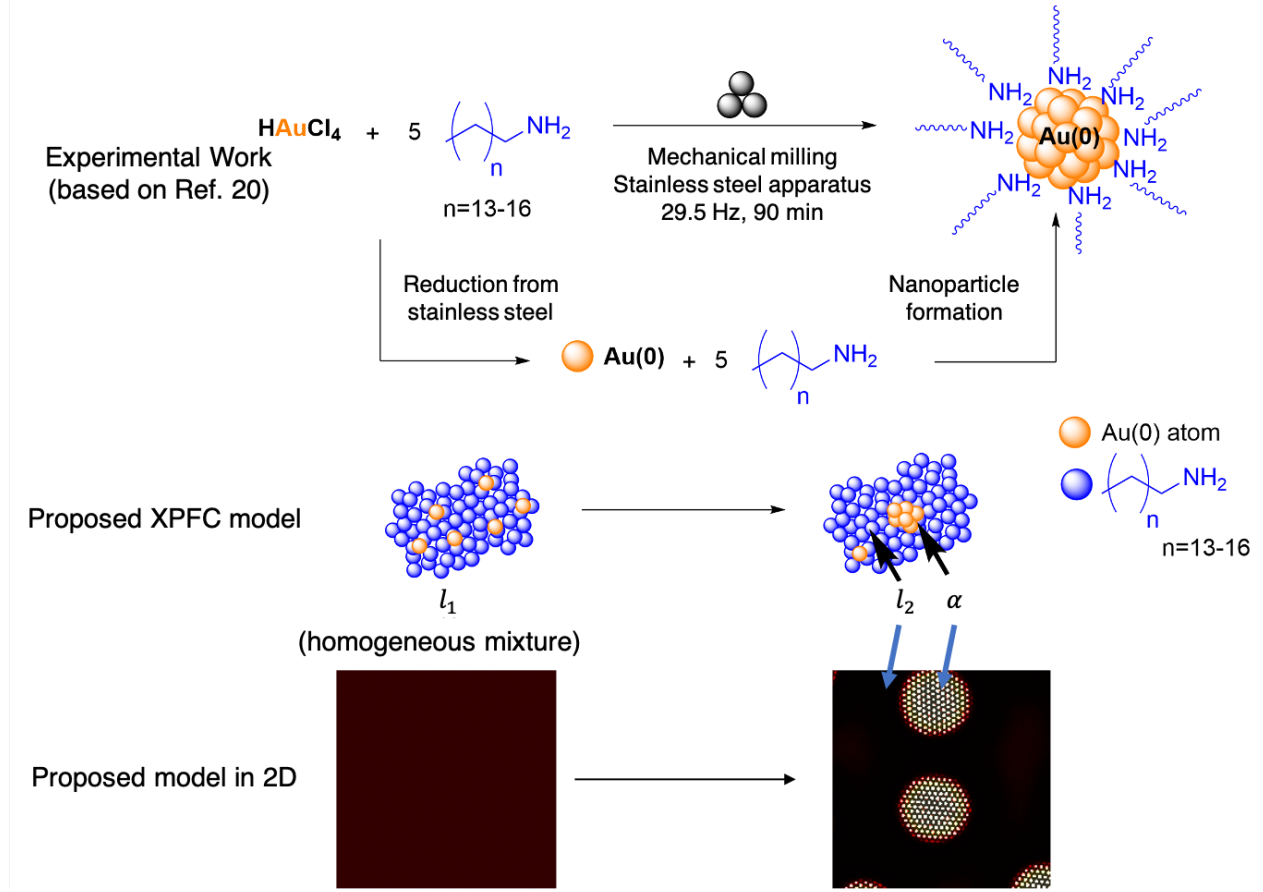 HAuCl4 + 5 NH2
n
n=13-16
Experimental Work
(based on Ref. 20)
Mechanical milling
Stainless steel apparatus
29.5 Hz, 90 min
NH2
NH2
NH2
NH2
Au(0)
NH2
NH2
NH2
NH2
Reduction from
stainless steel
Nanoparticle
formation
Au(0) + 5 NH2
n
Au(0) atom
NH2
n
n=13-16
Proposed XPFC model
l1
l2 α
(homogeneous mixture)
Proposed model in 2D